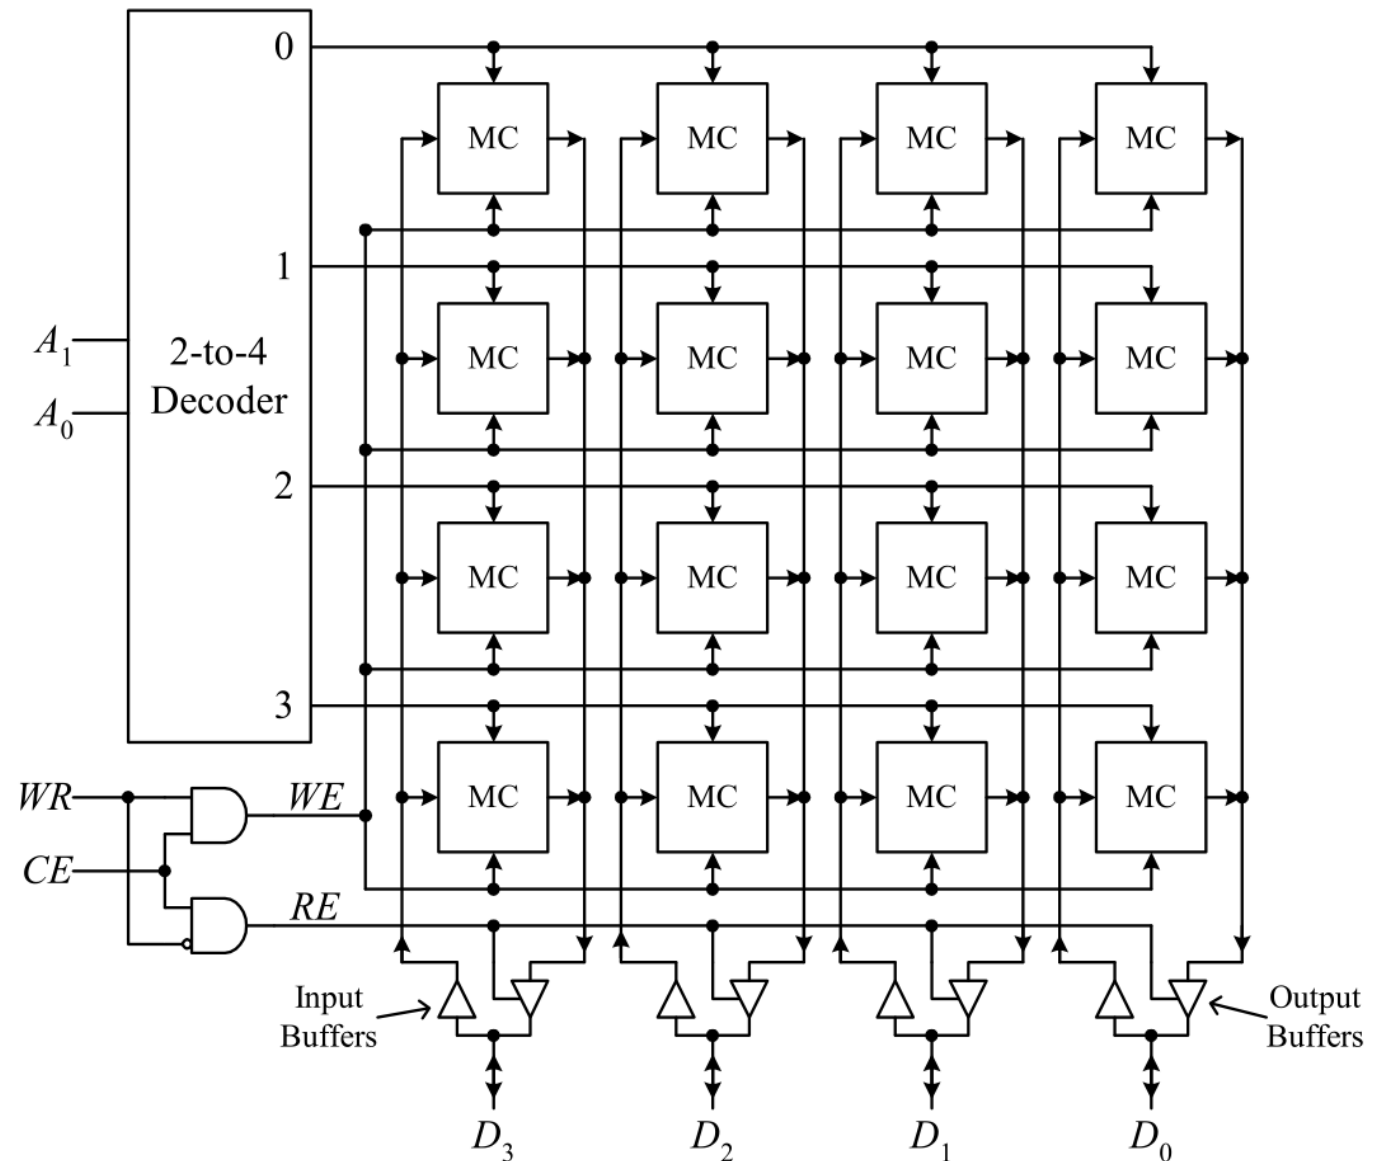 0
MC MC MC MC
1
A1
2-to-4
MC MC MC MC
Decoder
A0
2
MC MC MC MC
3
WR
WE
MC MC MC MC
CE
RE
Input
Buffers
Output
Buffers
D3 D2 D1 D0